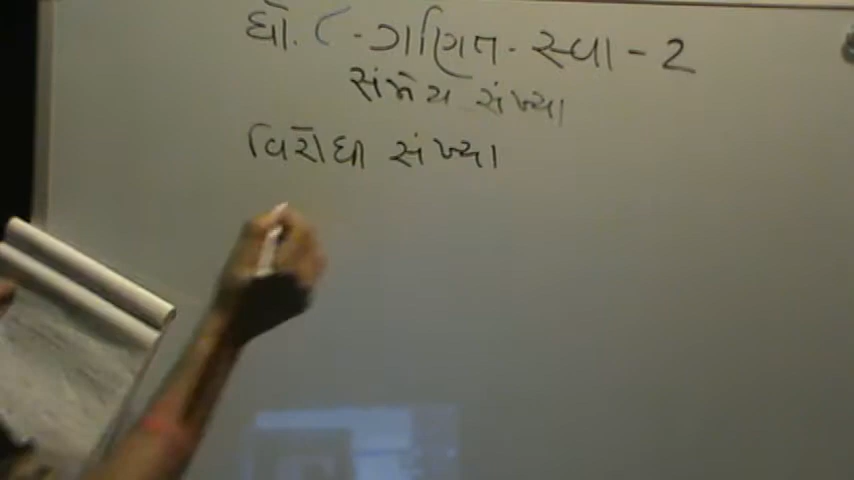 ધો. ૮ - ગણિત - સ્વા - 2
સંમેય સંખ્યા
વિરોધી સંખ્યા